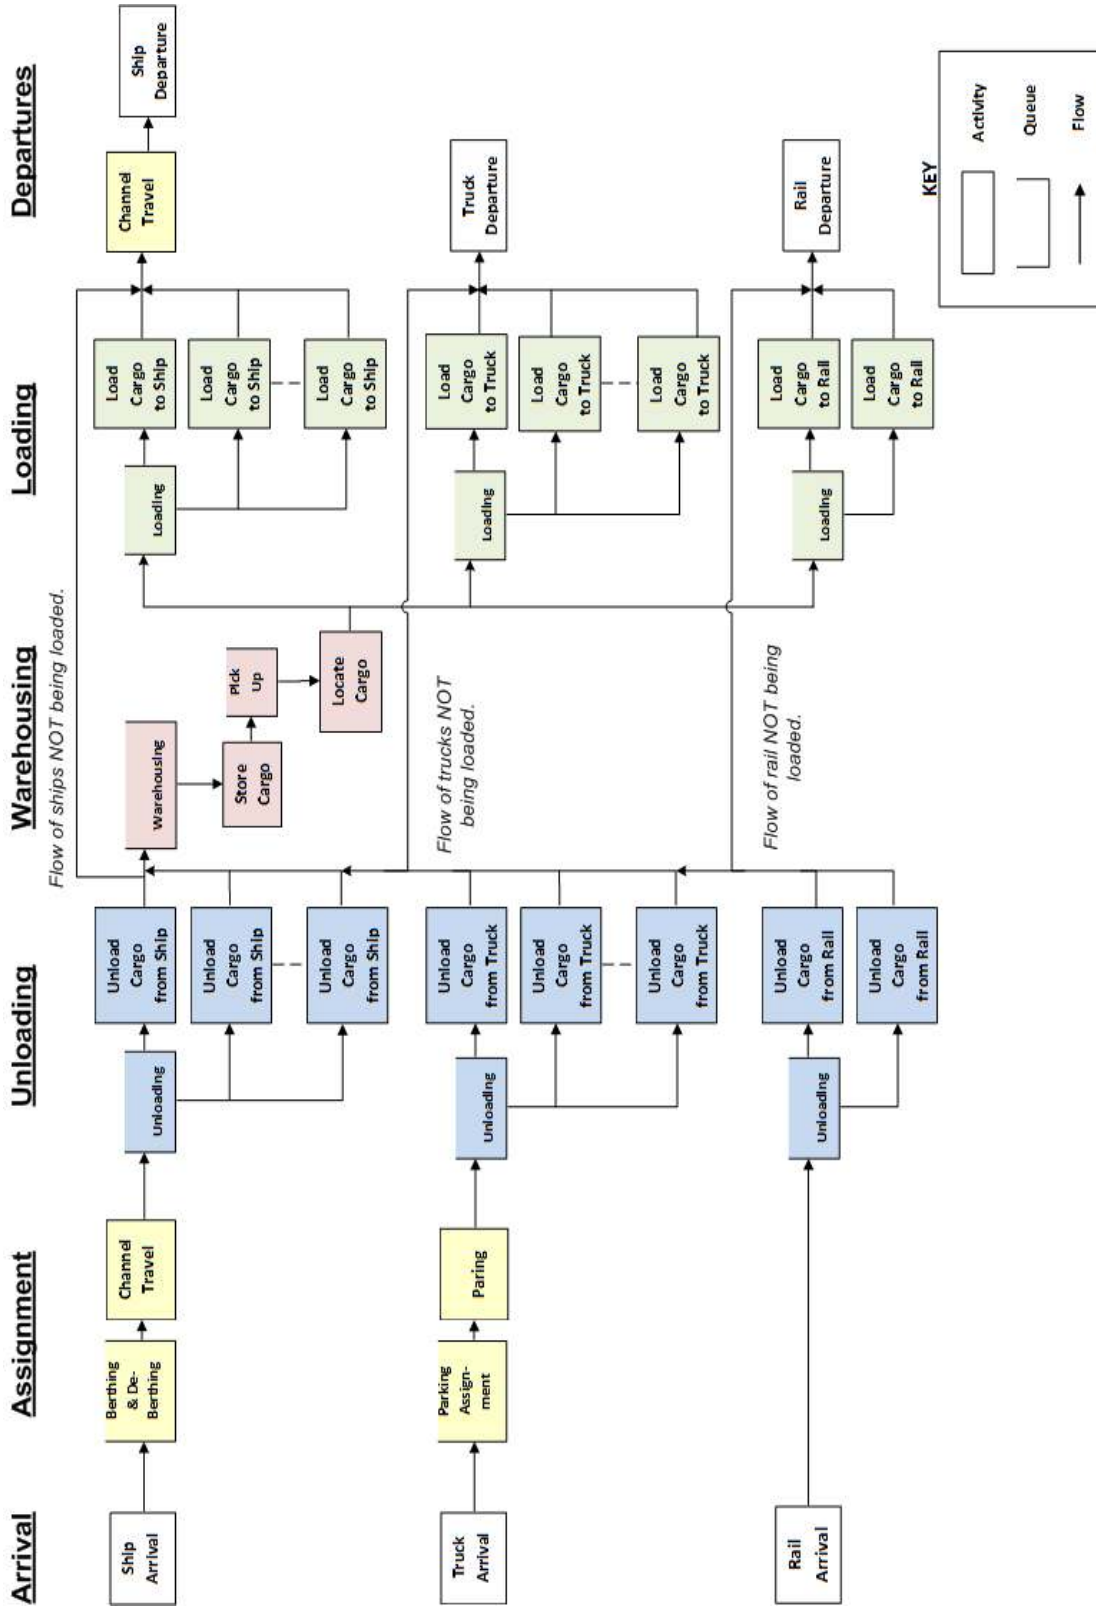 Arrival
Assignment
Unloading
Warehousing
Loading
Departures
Ship
Arrival
Berthing
& De-
Berthing
Channel
Travel
Unloading
Unload
Cargo
from Ship
Unload
Cargo
from Ship
Unload
Cargo
from Ship
Flow of ships NOT being loaded.
Warehousing
Store
Cargo
Pick
Up
Locate
Cargo
Loading
Load
Cargo
to Ship
Load
Cargo
to Ship
Load
Cargo
to Ship
Channel
Travel
Ship
Departure
Truck
Arrival
Parking
Assign-
ment
Paring
Unloading
Unload
Cargo
from Truck
Unload
Cargo
from Truck
Unload
Cargo
from Truck
Flow of trucks NOT
being loaded.
Loading
Load
Cargo
to Truck
Load
Cargo
to Truck
Load
Cargo
to Truck
Truck
Departure
Rail
Arrival
Unloading
Unload
Cargo
from Rail
Unload
Cargo
from Rail
Flow of rail NOT being
loaded.
Loading
Load
Cargo
to Rail
Load
Cargo
to Rail
Rail
Departure
KEY
Activity
Queue
Flow